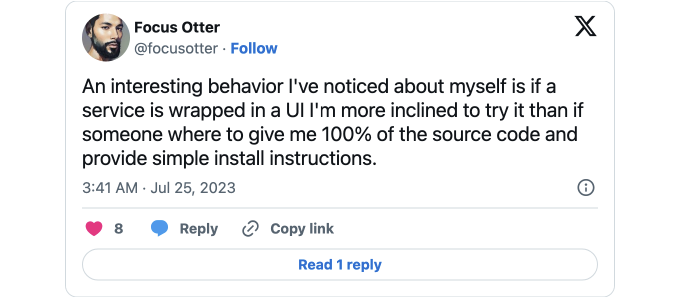 Focus Otter
@focusotter · Follow
An interesting behavior I've noticed about myself is if a
service is wrapped in a UI I'm more inclined to try it than if
someone where to give me 100% of the source code and
provide simple install instructions.
3:41 AM · Jul 25, 2023
8 Reply Copy link
Read 1 reply